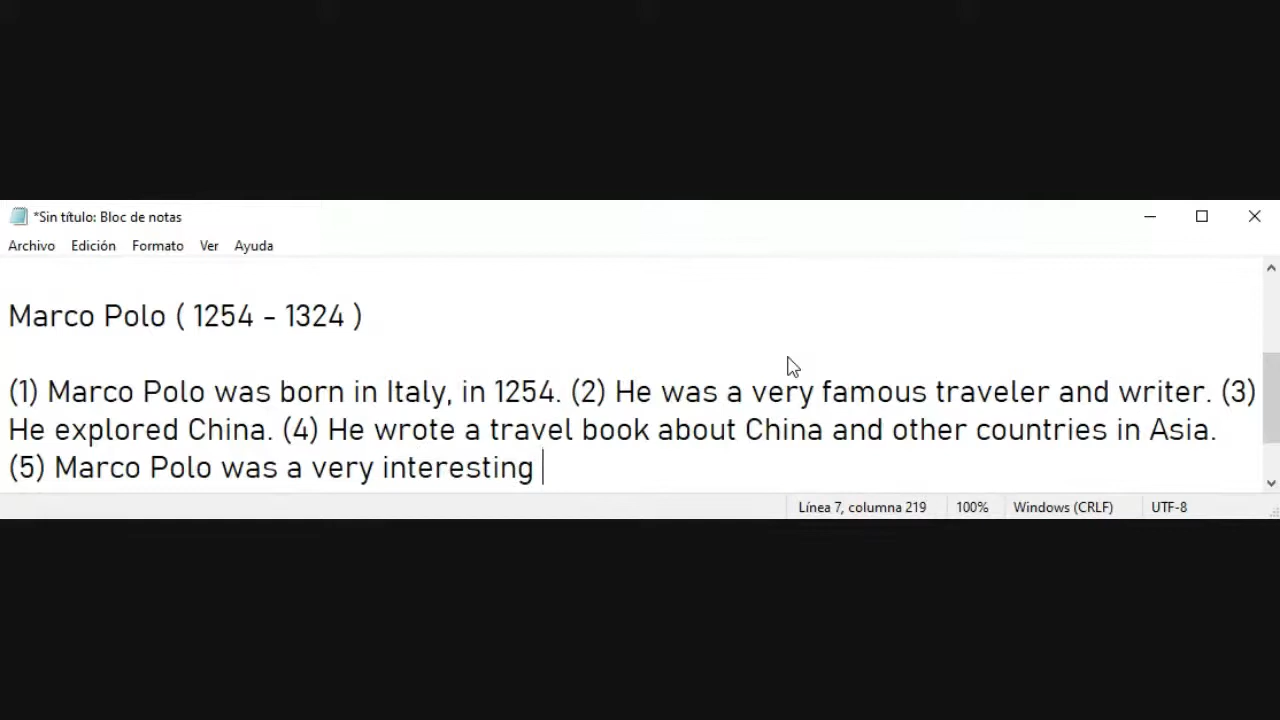 *Sin título: Bloc de notas
Archivo Edición Formato Ver Ayuda
Marco Polo ( 1254 - 1324 )
(1) Marco Polo was born in Italy, in 1254. (2) He was a very famous traveler and writer. (3)
He explored China. (4) He wrote a travel book about China and other countries in Asia.
(5) Marco Polo was a very interesting
Línea 7, columna 219 100% Windows (CRLF) UTF-8